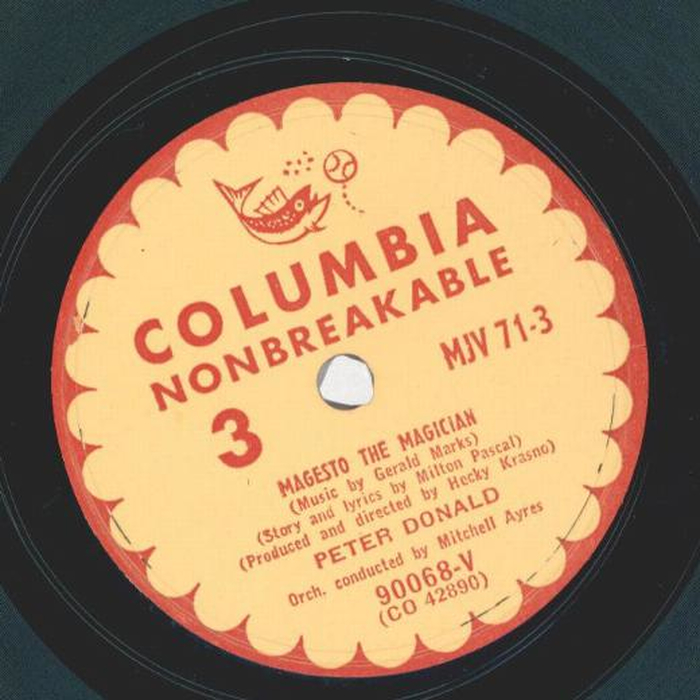 COLUMBIA
NONBREAKABLE
MJV 71-3
3
MAGESTO THE MAGICIAN
(Music by Gerald Marks)
(Story and lyrics by Milton Pascal)
(Produced and directed by Hecky Krasno)
PETER DONALD
Orch. conducted by Mitchell Ayres
90068-V
(CO 42890)